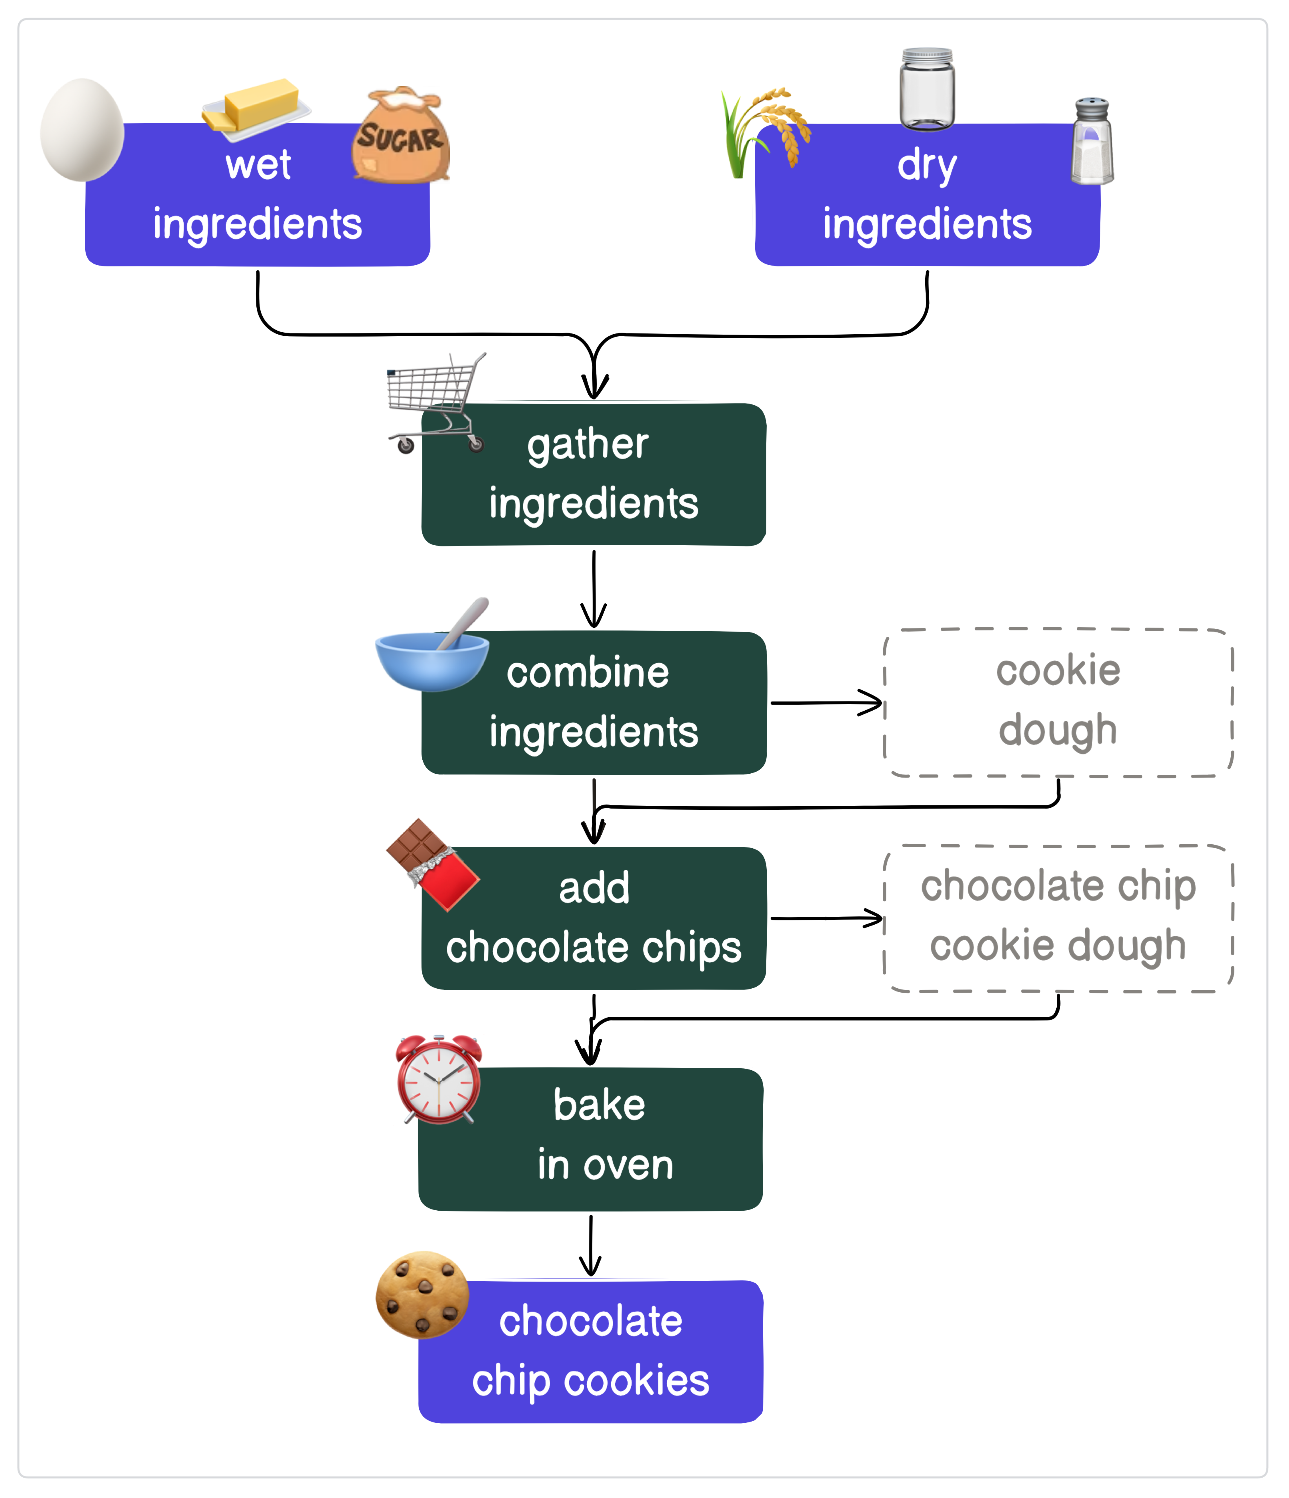 SUGAR
wet
ingredients
dry
ingredients
gather
ingredients
combine
ingredients
cookie
dough
add
chocolate chips
chocolate chip
cookie dough
bake
in oven
chocolate
chip cookies